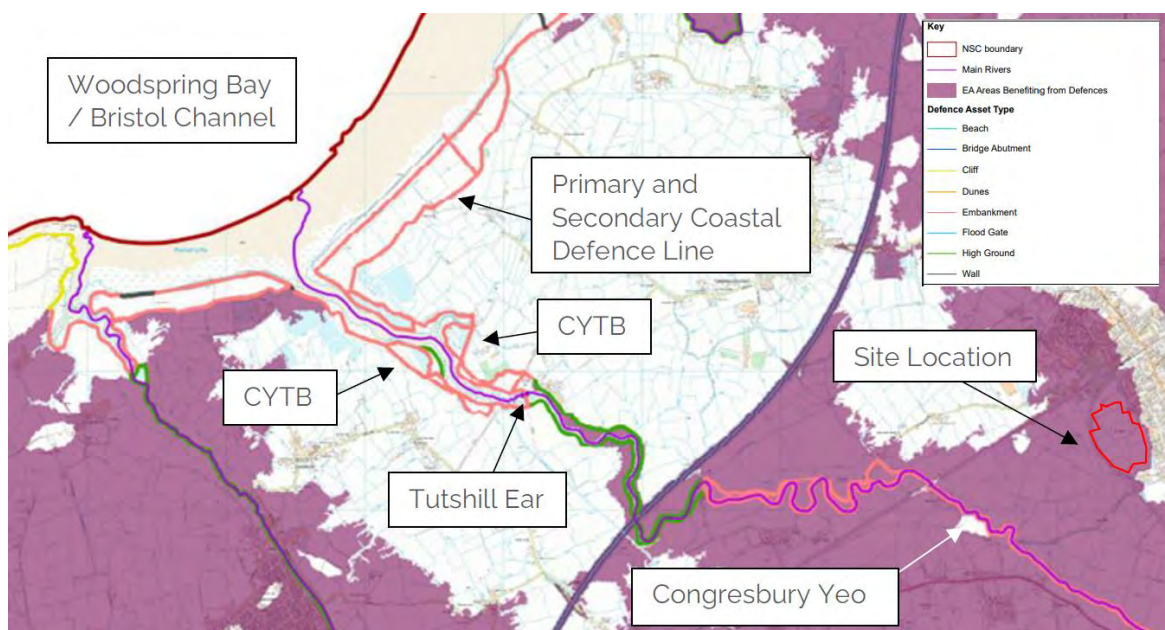 Woodspring Bay
/ Bristol Channel
Primary and
Secondary Coastal
Defence Line
CYTB
CYTB
Tutshill Ear
Site Location
Congresbury Yeo
Key
NSC boundary
Main Rivers
EA Areas Benefiting from Defences
Defence Asset Type
Beach
Bridge Abutment
Cliff
Dunes
Embankment
Flood Gate
High Ground
Wall